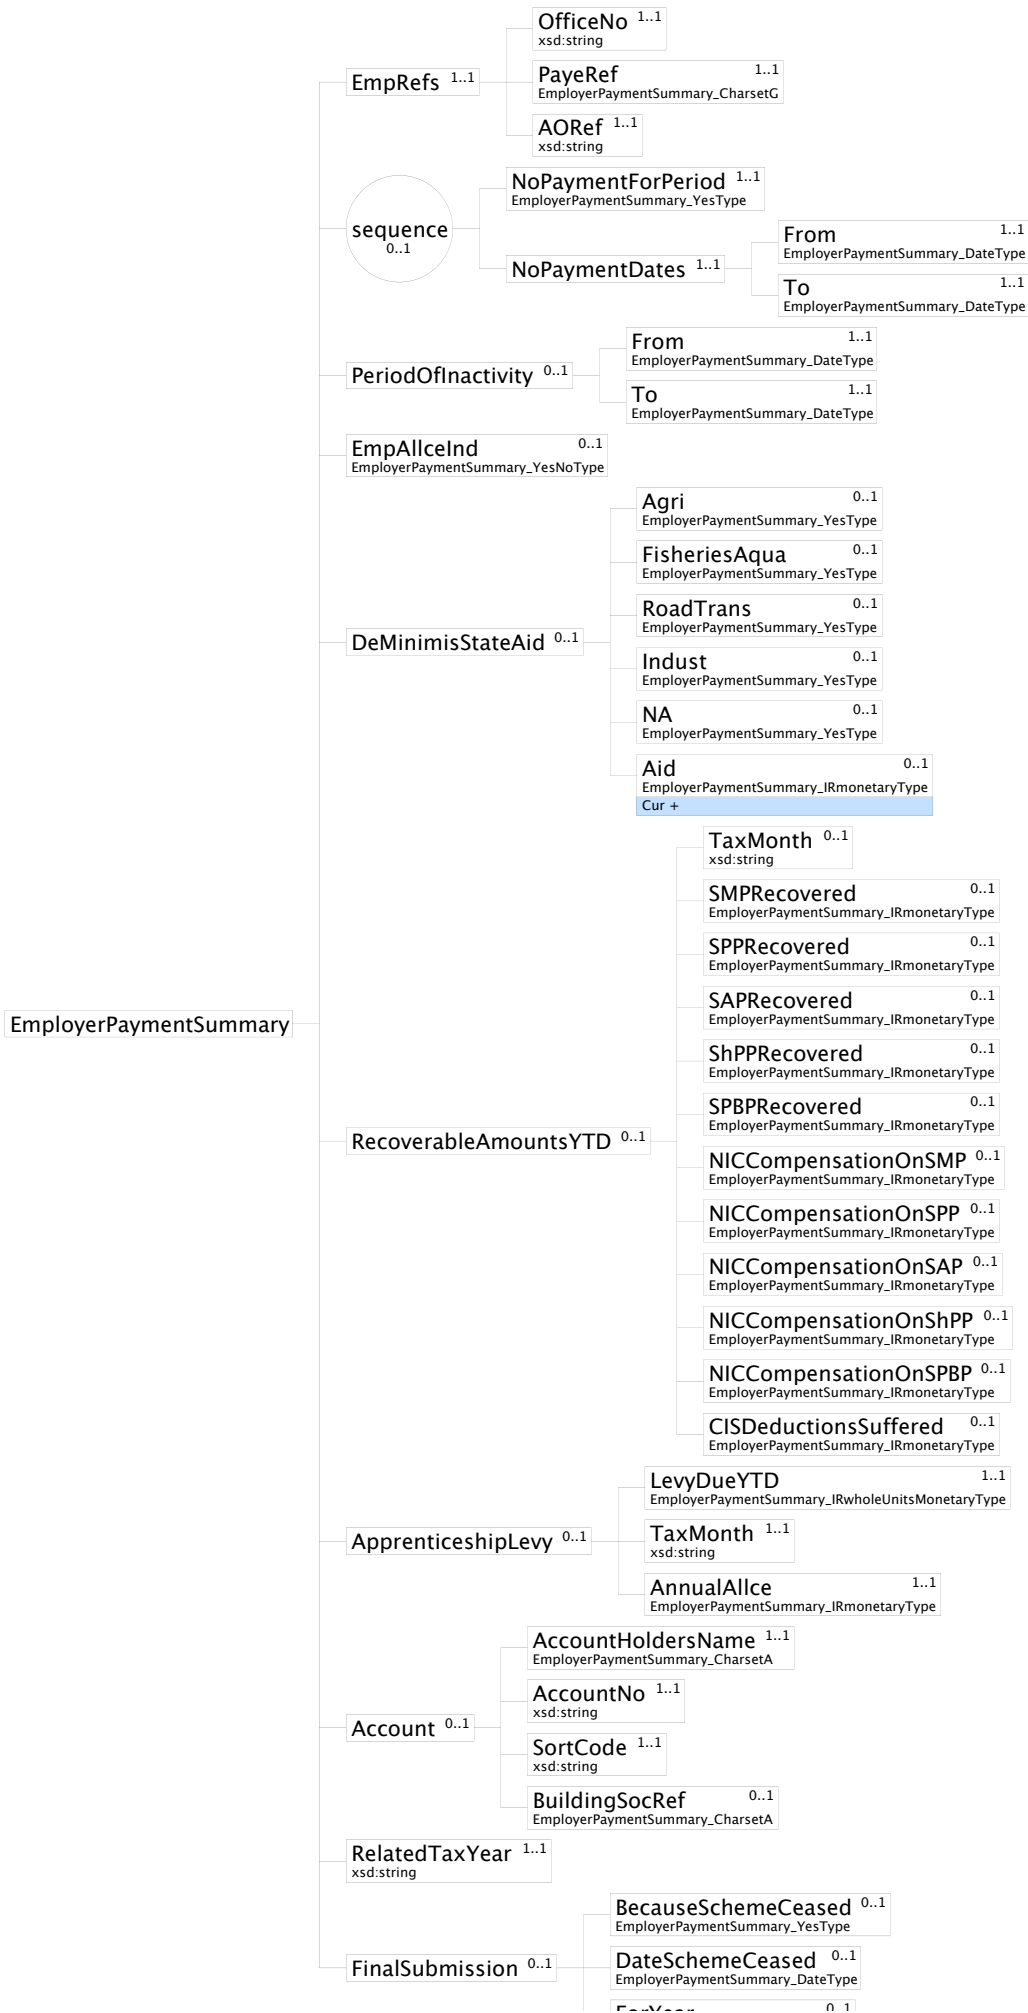 OfficeNo 1..1
xsd:string
EmpRefs 1..1
PayeRef 1..1
EmployerPaymentSummary_CharsetG
AORef 1..1
xsd:string
sequence
0..1
NoPaymentForPeriod 1..1
EmployerPaymentSummary_YesType
NoPaymentDates 1..1
From 1..1
EmployerPaymentSummary_DateType
To 1..1
EmployerPaymentSummary_DateType
PeriodOfInactivity 0..1
From 1..1
EmployerPaymentSummary_DateType
To 1..1
EmployerPaymentSummary_DateType
EmpAllceInd 0..1
EmployerPaymentSummary_YesNoType
DeMinimisStateAid 0..1
Agri 0..1
EmployerPaymentSummary_YesType
FisheriesAqua 0..1
EmployerPaymentSummary_YesType
RoadTrans 0..1
EmployerPaymentSummary_YesType
Indust 0..1
EmployerPaymentSummary_YesType
NA 0..1
EmployerPaymentSummary_YesType
Aid 0..1
EmployerPaymentSummary_IRmonetaryType
Cur +
EmployerPaymentSummary
RecoverableAmountsYTD 0..1
TaxMonth 0..1
xsd:string
SMPRecovered 0..1
EmployerPaymentSummary_IRmonetaryType
SPPRecovered 0..1
EmployerPaymentSummary_IRmonetaryType
SAPRecovered 0..1
EmployerPaymentSummary_IRmonetaryType
ShPPRecovered 0..1
EmployerPaymentSummary_IRmonetaryType
SPBPRecovered 0..1
EmployerPaymentSummary_IRmonetaryType
NICCompensationOnSMP 0..1
EmployerPaymentSummary_IRmonetaryType
NICCompensationOnSPP 0..1
EmployerPaymentSummary_IRmonetaryType
NICCompensationOnSAP 0..1
EmployerPaymentSummary_IRmonetaryType
NICCompensationOnShPP 0..1
EmployerPaymentSummary_IRmonetaryType
NICCompensationOnSPBP 0..1
EmployerPaymentSummary_IRmonetaryType
CISDeductionsSuffered 0..1
EmployerPaymentSummary_IRmonetaryType
ApprenticeshipLevy 0..1
LevyDueYTD 1..1
EmployerPaymentSummary_IRwholeUnitsMonetaryType
TaxMonth 1..1
xsd:string
AnnualAllce 1..1
EmployerPaymentSummary_IRmonetaryType
Account 0..1
AccountHoldersName 1..1
EmployerPaymentSummary_CharsetA
AccountNo 1..1
xsd:string
SortCode 1..1
xsd:string
BuildingSocRef 0..1
EmployerPaymentSummary_CharsetA
RelatedTaxYear 1..1
xsd:string
FinalSubmission 0..1
BecauseSchemeCeased 0..1
EmployerPaymentSummary_YesType
DateSchemeCeased 0..1
EmployerPaymentSummary_DateType
ForYear 0..1